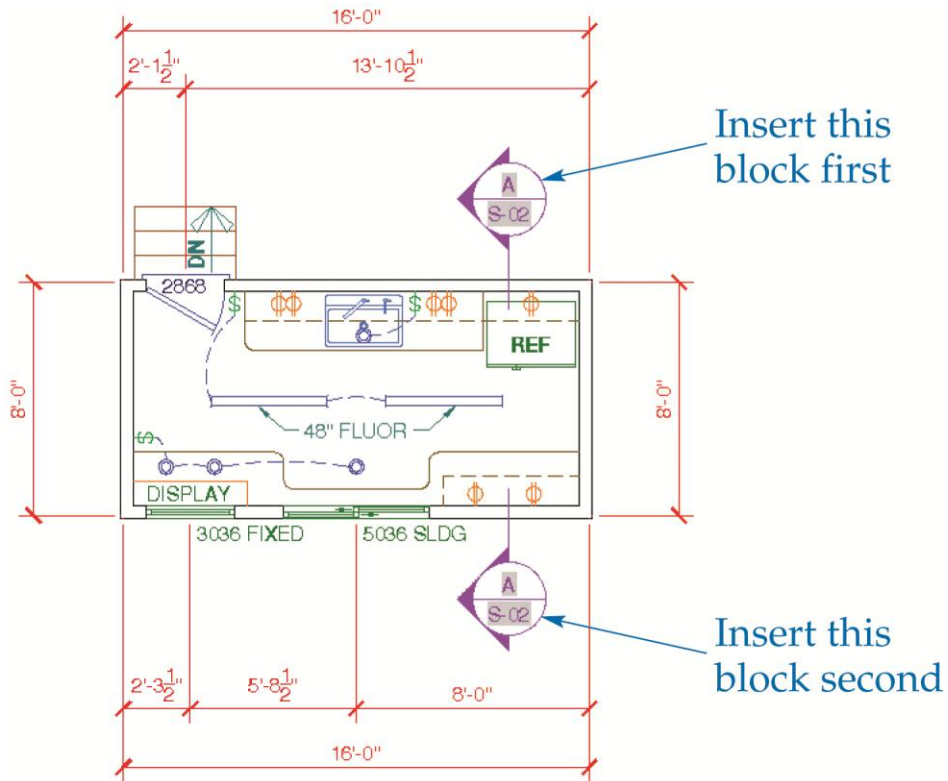 16'-0"
2'-1 1/2"
13'-10 1/2"
Insert this
block first
A
S-02
DN
2868
$
$
REF
8'-0"
8'-0"
48" FLUOR
$
DISPLAY
3036 FIXED
5036 SLDG
A
S-02
Insert this
block second
2'-3 1/2"
5'-8 1/2"
8'-0"
16'-0"